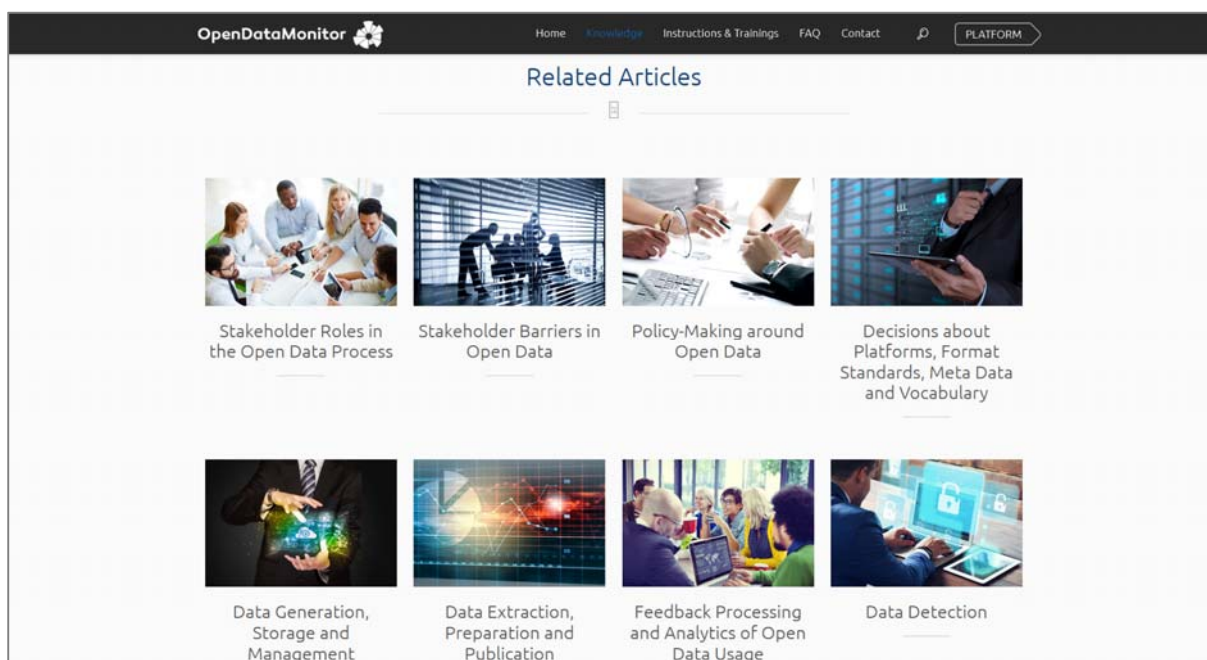 OpenDataMonitor
Home Knowledge Instructions & Trainings FAQ Contact PLATFORM
Related Articles
Stakeholder Roles in
the Open Data Process
Stakeholder Barriers in
Open Data
Policy-Making around
Open Data
Decisions about
Platforms, Format
Standards, Meta Data
and Vocabulary
Data Generation,
Storage and
Management
Data Extraction,
Preparation and
Publication
Feedback Processing
and Analytics of Open
Data Usage
Data Detection